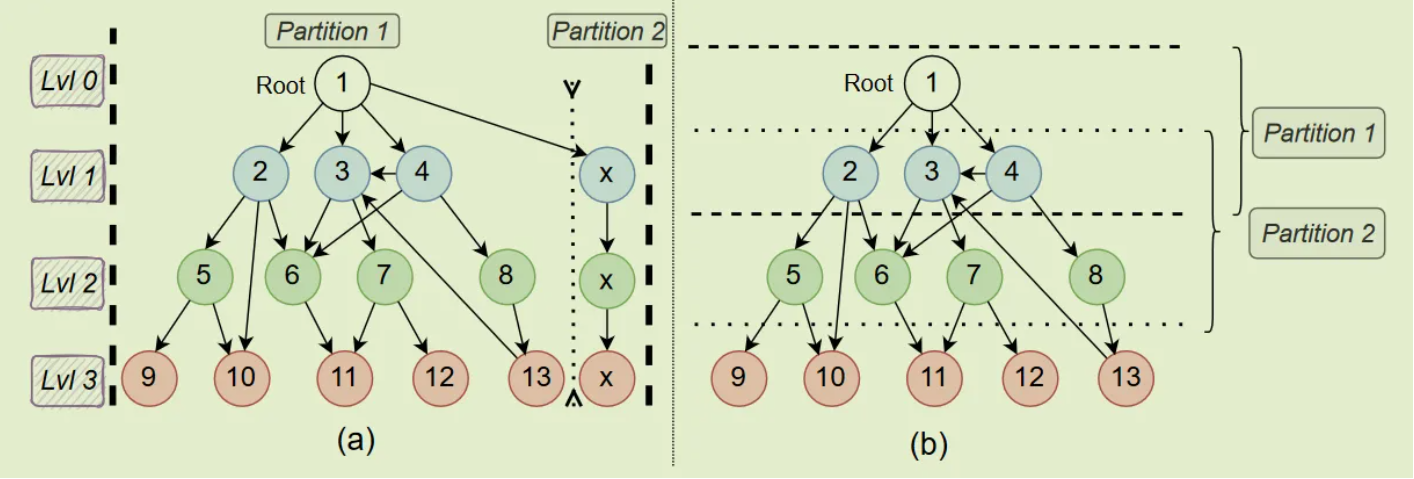 Partition 1 Partition 2
Lvl 0 Root 1
Lvl 1 2 3 4 x
Lvl 2 5 6 7 8 x
Lvl 3 9 10 11 12 13 x
(a)
Root 1
Partition 1
2 3 4
Partition 2
5 6 7 8
9 10 11 12 13
(b)